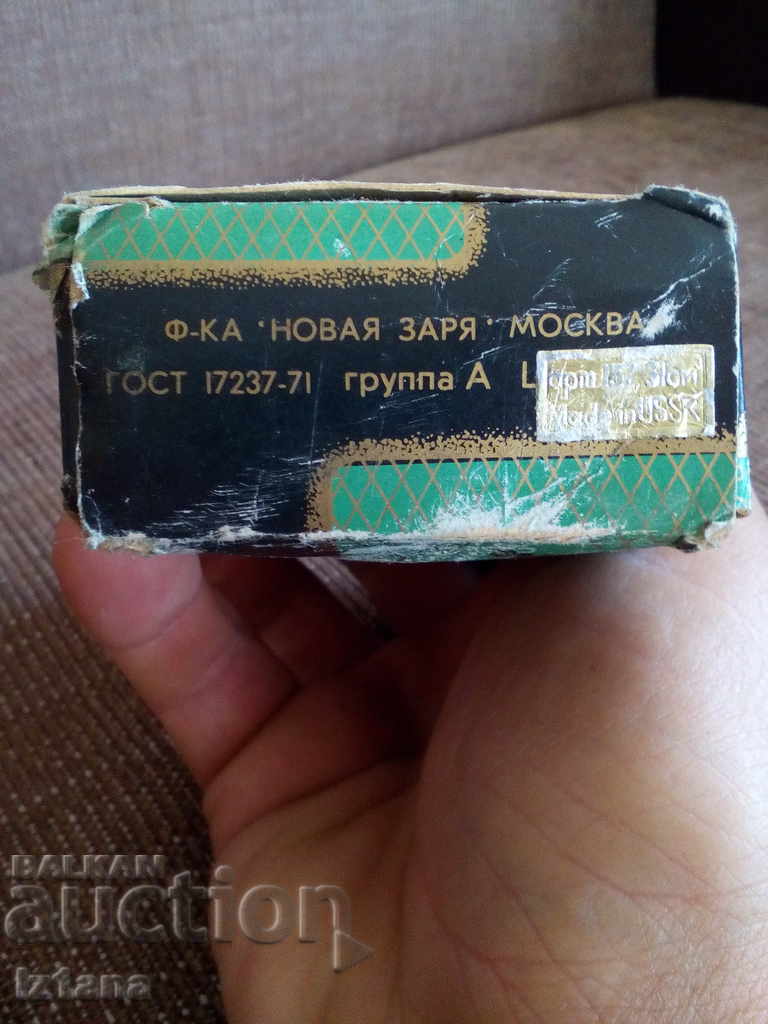 Ф-КА "НОВАЯ ЗАРЯ" МОСКВА
ГОСТ 17237-71 группа А Ц
Made in USSR
BALKAN
auction
Iztana